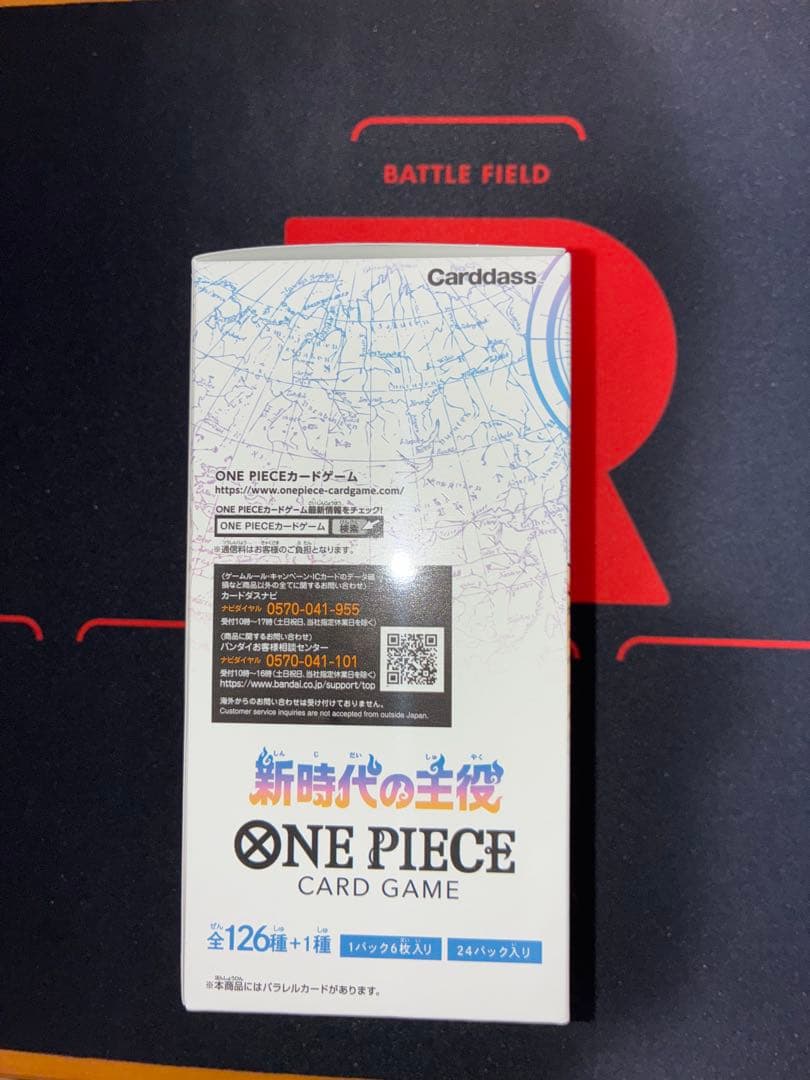 BATTLE FIELD
R
Carddass
ONE PIECEカードゲーム
https://www.onepiece-cardgame.com/
ONE PIECEカードゲーム最新情報をチェック!
ONE PIECEカードゲーム 検索
※通信料はお客様のご負担となります。
〈ゲームルール・キャンペーン・ICカードのデータ破
損など商品以外の全てに関するお問い合わせ〉
カードダスナビ
ナビダイヤル 0570-041-955
受付10時〜17時(土日祝日、当社指定休業日を除く)
〈商品に関するお問い合わせ〉
バンダイお客様相談センター
ナビダイヤル 0570-041-101
受付10時〜16時(土日祝日、当社指定休業日を除く)
https://www.bandai.co.jp/support/top
海外からのお問い合わせは受け付けておりません。
Customer service inquiries are not accepted from outside Japan.
しん じ だい しゅ やく
新時代の主役
ONE PIECE
CARD GAME
全126種+1種 1パック6枚入り 24パック入り
※本商品にはパラレルカードがあります。